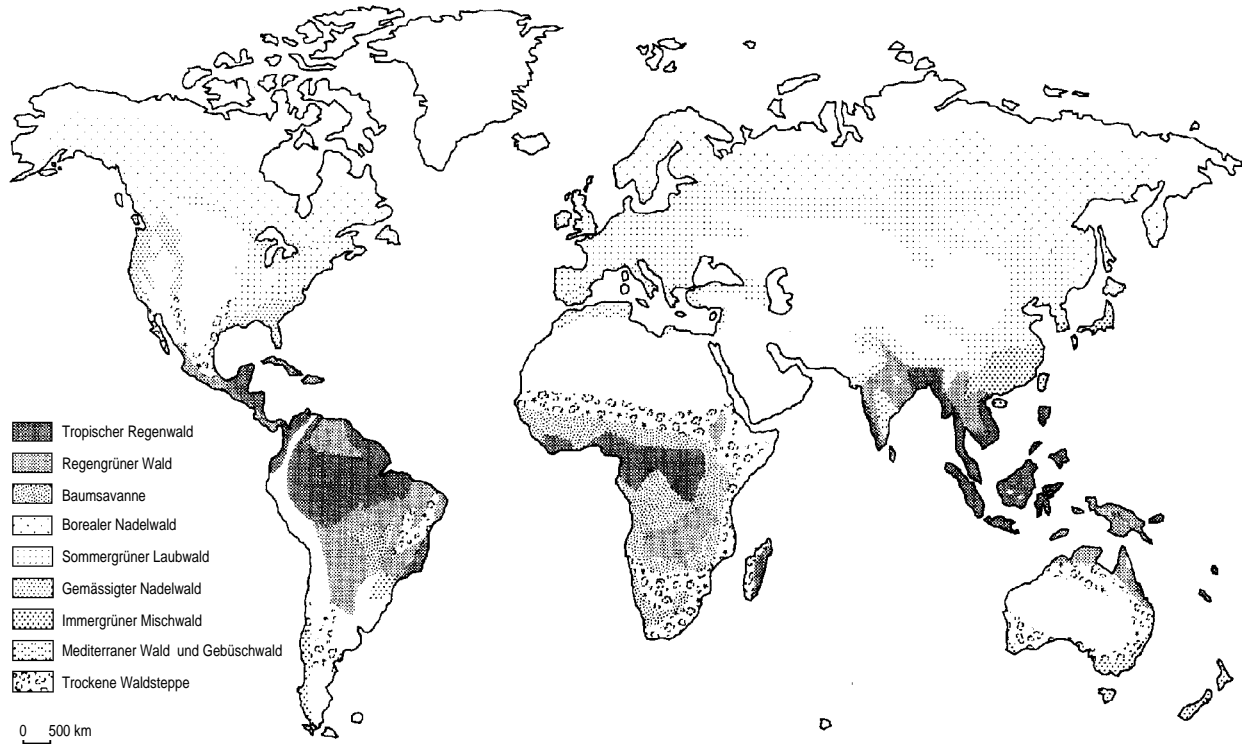 Tropischer Regenwald
Regengrüner Wald
Baumsavanne
Borealer Nadelwald
Sommergrüner Laubwald
Gemässigter Nadelwald
Immergrüner Mischwald
Mediterraner Wald und Gebüschwald
Trockene Waldsteppe
0 500 km